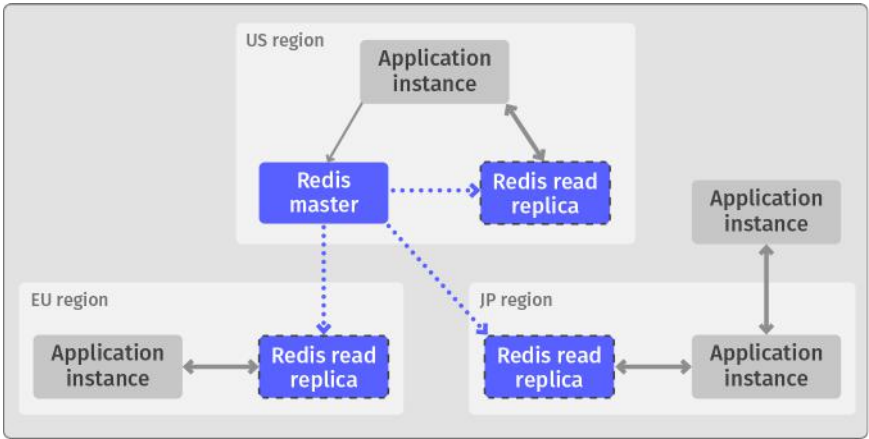 US region
Application
instance
Redis
master
Redis read
replica
Application
instance
EU region
Application
instance
Redis read
replica
JP region
Redis read
replica
Application
instance